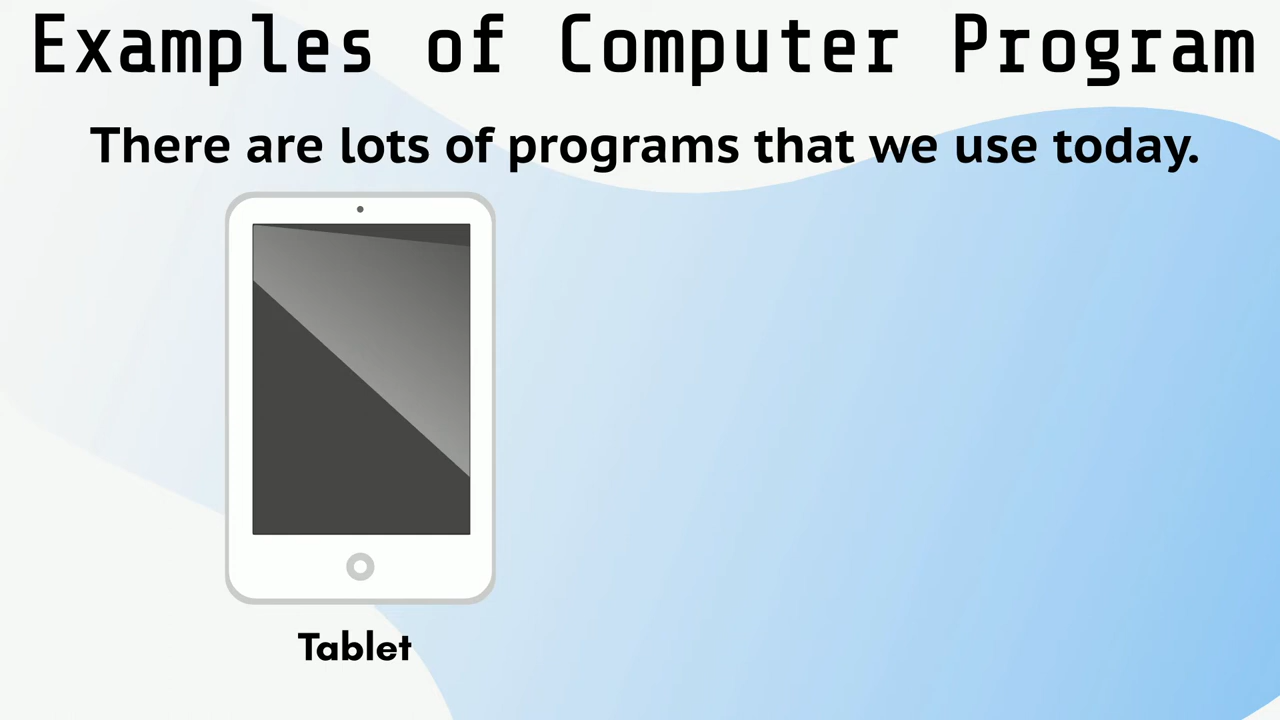 Examples of Computer Program
There are lots of programs that we use today.
Tablet